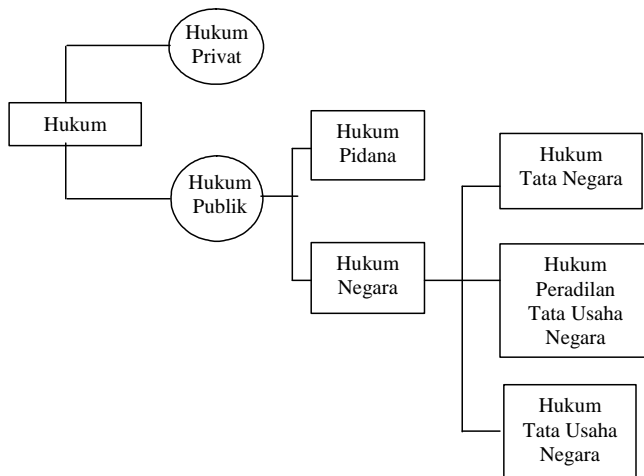 Hukum
Privat
Hukum
Hukum
Publik
Hukum
Pidana
Hukum
Negara
Hukum
Tata Negara
Hukum
Peradilan
Tata Usaha
Negara
Hukum
Tata Usaha
Negara